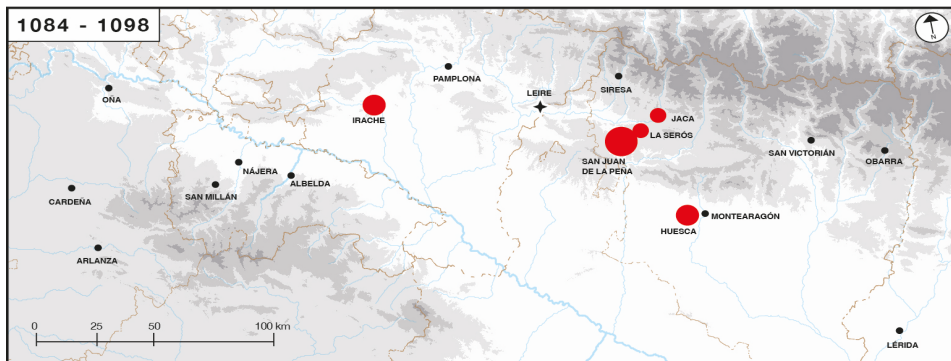 1084 - 1098
N
PAMPLONA
OÑA
LEIRE
SIRESA
IRACHE
JACA
LA SERÓS
SAN JUAN
DE LA PEÑA
SAN VICTORIÁN
OBARRA
NÁJERA
ALBELDA
SAN MILLÁN
CARDEÑA
MONTEARAGÓN
HUESCA
ARLANZA
0 25 50 100 km
LÉRIDA